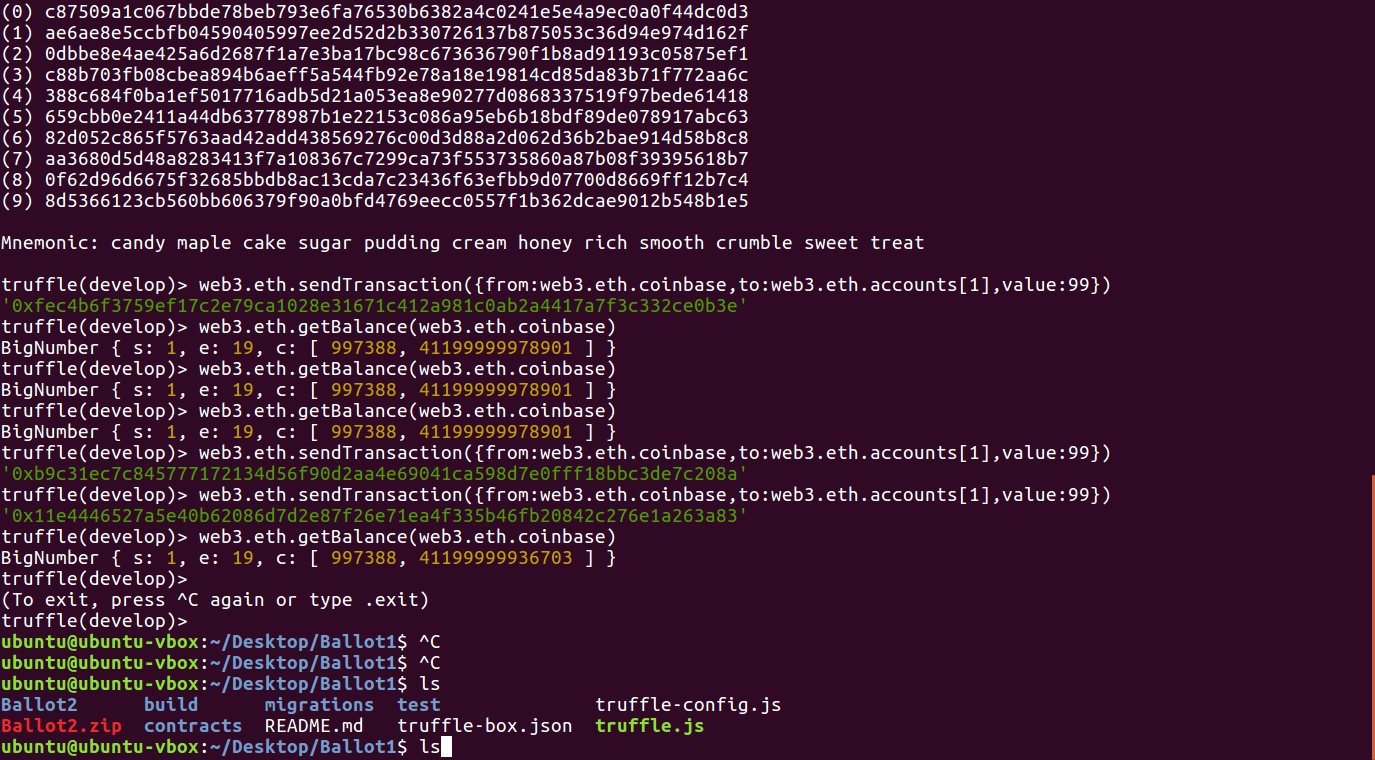 (0) c87509a1c067bbde78beb793e6fa76530b6382a4c0241e5e4a9ec0a0f44dc0d3
(1) ae6ae8e5ccbfb04590405997ee2d52d2b330726137b875053c36d94e974d162f
(2) 0dbbe8e4ae425a6d2687f1a7e3ba17bc98c673636790f1b8ad91193c05875ef1
(3) c88b703fb08cbea894b6aeff5a544fb92e78a18e19814cd85da83b71f772aa6c
(4) 388c684f0ba1ef5017716adb5d21a053ea8e90277d0868337519f97bede61418
(5) 659cbb0e2411a44db63778987b1e22153c086a95eb6b18bdf89de078917abc63
(6) 82d052c865f5763aad42add438569276c00d3d88a2d062d36b2bae914d58b8c8
(7) aa3680d5d48a8283413f7a108367c7299ca73f553735860a87b08f39395618b7
(8) 0f62d96d6675f32685bbdb8ac13cda7c23436f63efbb9d07700d8669ff12b7c4
(9) 8d5366123cb560bb606379f90a0bfd4769eecc0557f1b362dcae9012b548b1e5
Mnemonic: candy maple cake sugar pudding cream honey rich smooth crumble sweet treat
truffle(develop)> web3.eth.sendTransaction({from:web3.eth.coinbase,to:web3.eth.accounts[1],value:99})
'0xfec4b6f3759ef17c2e79ca1028e31671c412a981c0ab2a4417a7f3c332ce0b3e'
truffle(develop)> web3.eth.getBalance(web3.eth.coinbase)
BigNumber { s: 1, e: 19, c: [ 997388, 41199999978901 ] }
truffle(develop)> web3.eth.getBalance(web3.eth.coinbase)
BigNumber { s: 1, e: 19, c: [ 997388, 41199999978901 ] }
truffle(develop)> web3.eth.getBalance(web3.eth.coinbase)
BigNumber { s: 1, e: 19, c: [ 997388, 41199999978901 ] }
truffle(develop)> web3.eth.sendTransaction({from:web3.eth.coinbase,to:web3.eth.accounts[1],value:99})
'0xb9c31ec7c845777172134d56f90d2aa4e69041ca598d7e0fff18bbc3de7c208a'
truffle(develop)> web3.eth.sendTransaction({from:web3.eth.coinbase,to:web3.eth.accounts[1],value:99})
'0x11e4446527a5e40b62086d7d2e87f26e71ea4f335b46fb20842c276e1a263a83'
truffle(develop)> web3.eth.getBalance(web3.eth.coinbase)
BigNumber { s: 1, e: 19, c: [ 997388, 41199999936703 ] }
truffle(develop)>
(To exit, press ^C again or type .exit)
truffle(develop)>
ubuntu@ubuntu-vbox:~/Desktop/Ballot1$ ^C
ubuntu@ubuntu-vbox:~/Desktop/Ballot1$ ^C
ubuntu@ubuntu-vbox:~/Desktop/Ballot1$ ls
Ballot2 build migrations test truffle-config.js
Ballot2.zip contracts README.md truffle-box.json truffle.js
ubuntu@ubuntu-vbox:~/Desktop/Ballot1$ ls